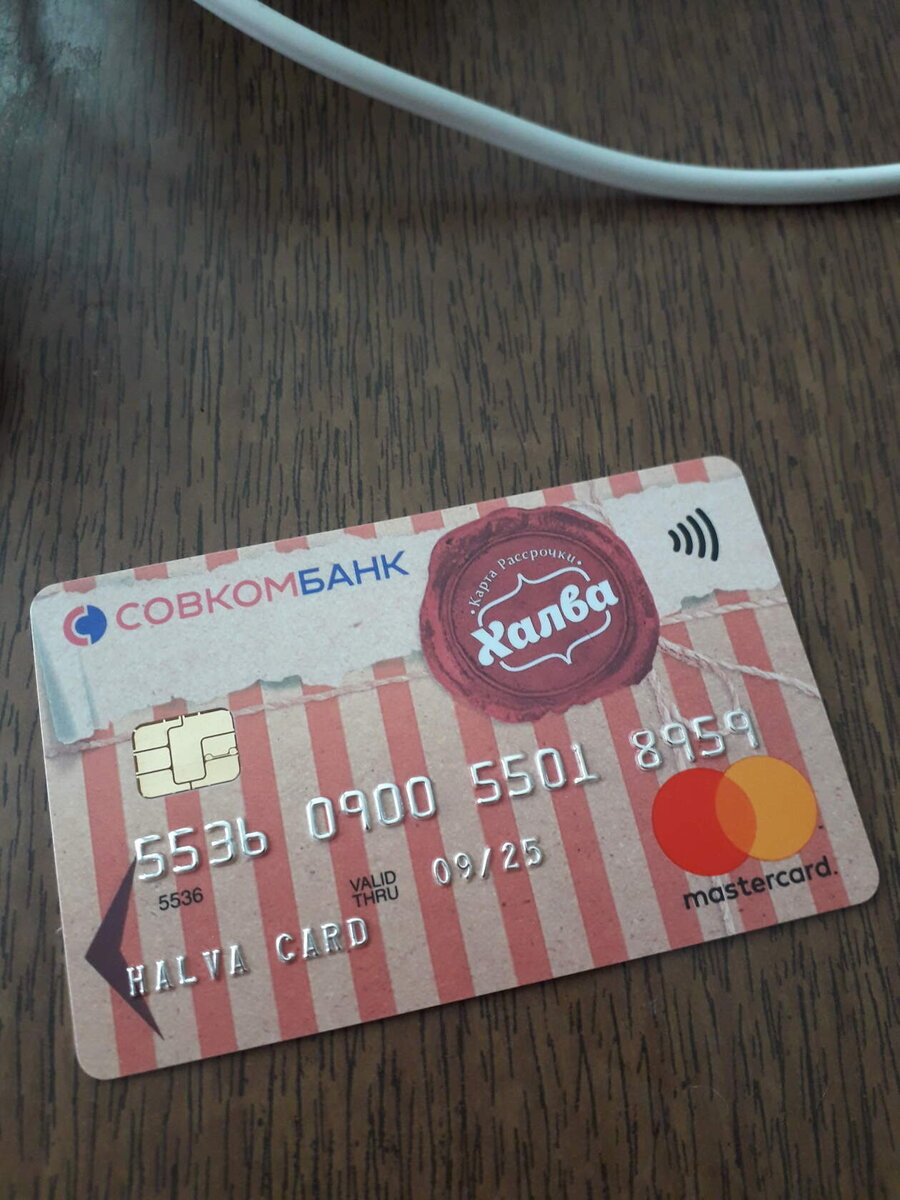 СОВКОМБАНК
•Карта Рассрочки•
Халва
5536 0900 5501 8959
5536
VALID
THRU
09/25
HALVA CARD
mastercard.